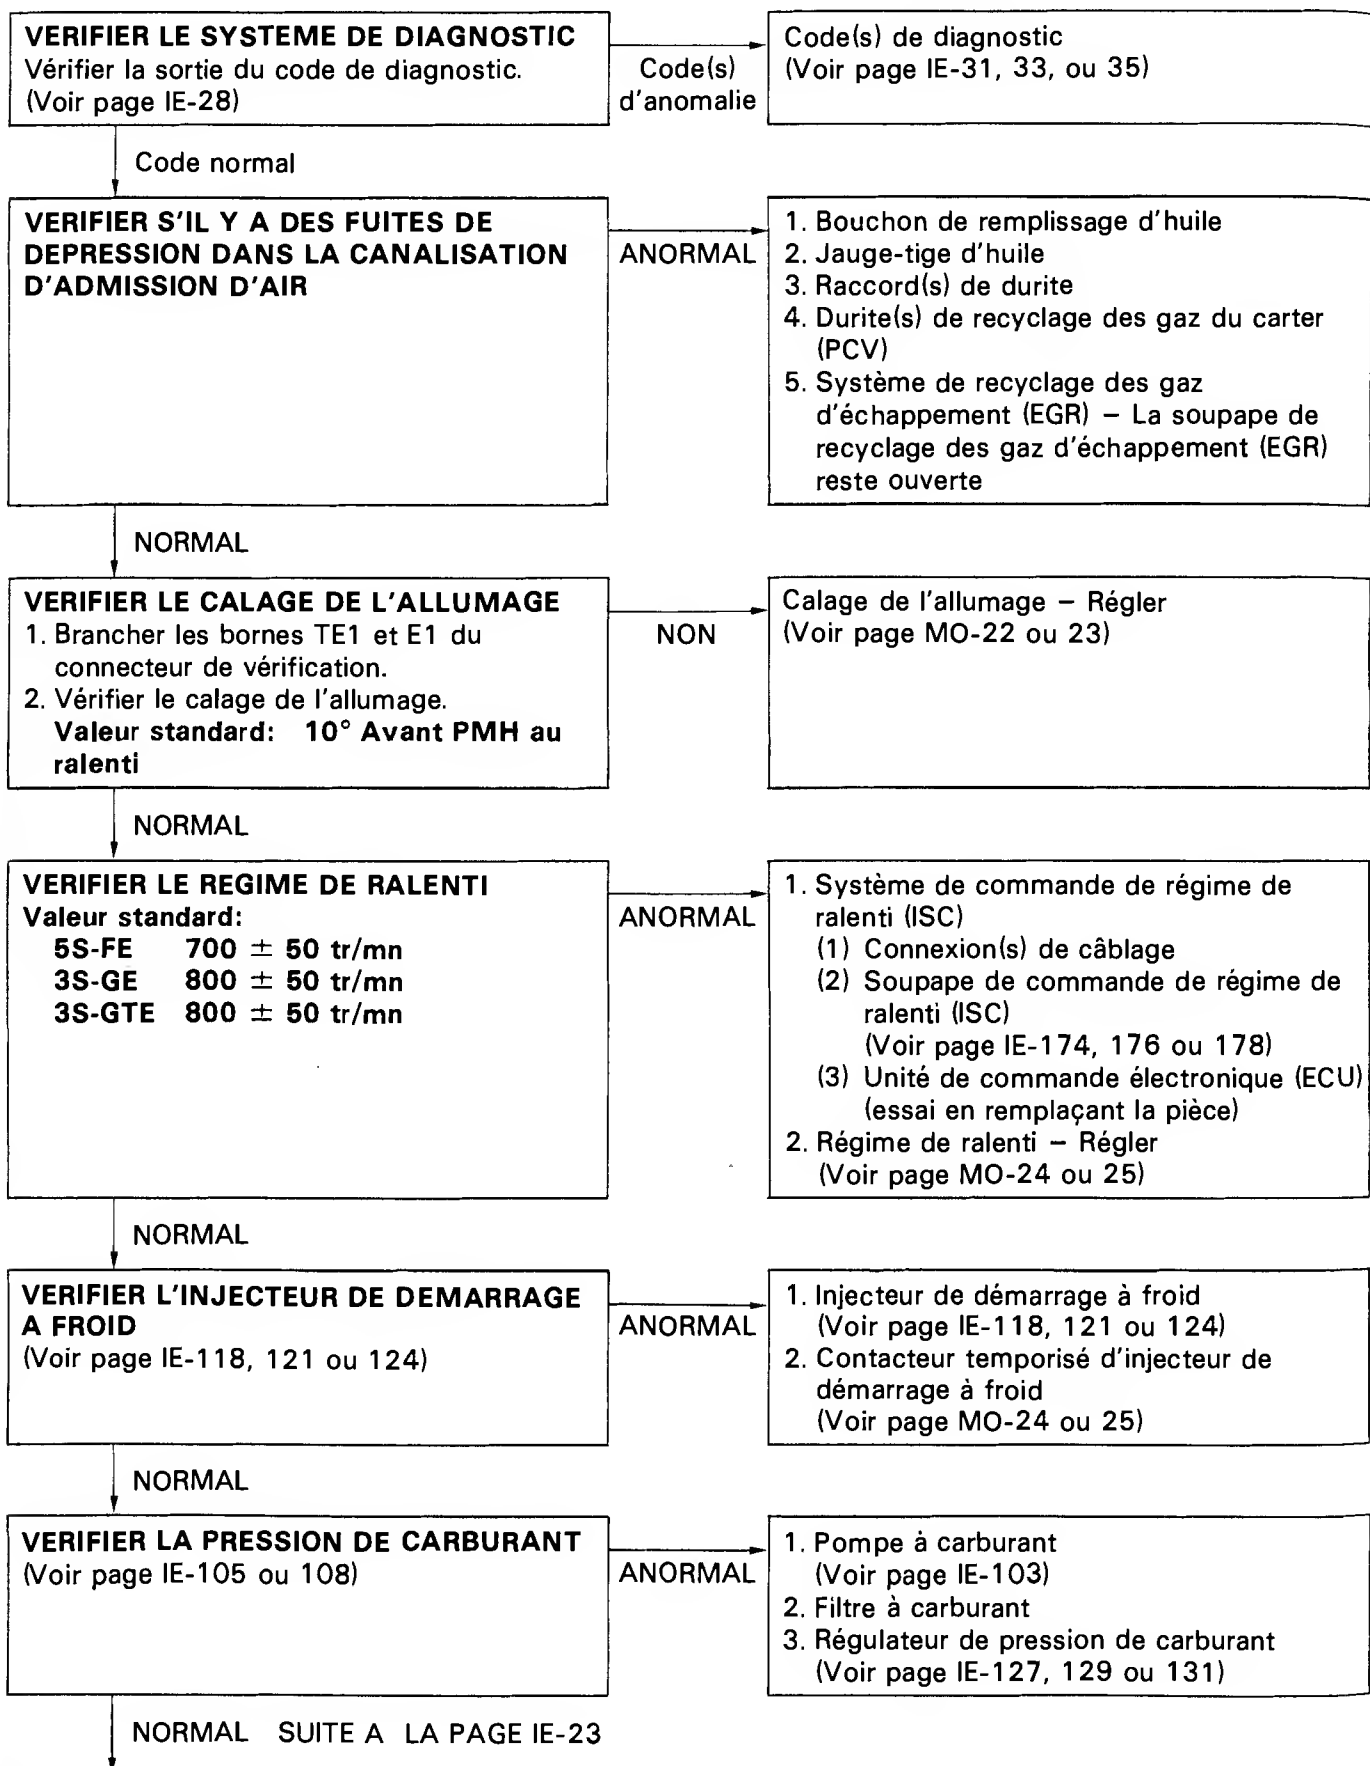 VERIFIER LE SYSTEME DE DIAGNOSTIC
Vérifier la sortie du code de diagnostic.
(Voir page IE-28)
Code(s)
d'anomalie
Code(s) de diagnostic
(Voir page IE-31, 33, ou 35)
Code normal
VERIFIER S'IL Y A DES FUITES DE
DEPRESSION DANS LA CANALISATION
D'ADMISSION D'AIR
ANORMAL
1. Bouchon de remplissage d'huile
2. Jauge-tige d'huile
3. Raccord(s) de durite
4. Durite(s) de recyclage des gaz du carter
(PCV)
5. Système de recyclage des gaz
d'échappement (EGR) – La soupape de
recyclage des gaz d'échappement (EGR)
reste ouverte
NORMAL
VERIFIER LE CALAGE DE L'ALLUMAGE
1. Brancher les bornes TE1 et E1 du
connecteur de vérification.
2. Vérifier le calage de l'allumage.
Valeur standard: 10° Avant PMH au
ralenti
NON
Calage de l'allumage – Régler
(Voir page MO-22 ou 23)
NORMAL
VERIFIER LE REGIME DE RALENTI
Valeur standard:
5S-FE 700 ± 50 tr/mn
3S-GE 800 ± 50 tr/mn
3S-GTE 800 ± 50 tr/mn
ANORMAL
1. Système de commande de régime de
ralenti (ISC)
(1) Connexion(s) de câblage
(2) Soupape de commande de régime de
ralenti (ISC)
(Voir page IE-174, 176 ou 178)
(3) Unité de commande électronique (ECU)
(essai en remplaçant la pièce)
2. Régime de ralenti – Régler
(Voir page MO-24 ou 25)
NORMAL
VERIFIER L'INJECTEUR DE DEMARRAGE
A FROID
(Voir page IE-118, 121 ou 124)
ANORMAL
1. Injecteur de démarrage à froid
(Voir page IE-118, 121 ou 124)
2. Contacteur temporisé d'injecteur de
démarrage à froid
(Voir page MO-24 ou 25)
NORMAL
VERIFIER LA PRESSION DE CARBURANT
(Voir page IE-105 ou 108)
ANORMAL
1. Pompe à carburant
(Voir page IE-103)
2. Filtre à carburant
3. Régulateur de pression de carburant
(Voir page IE-127, 129 ou 131)
NORMAL SUITE A LA PAGE IE-23